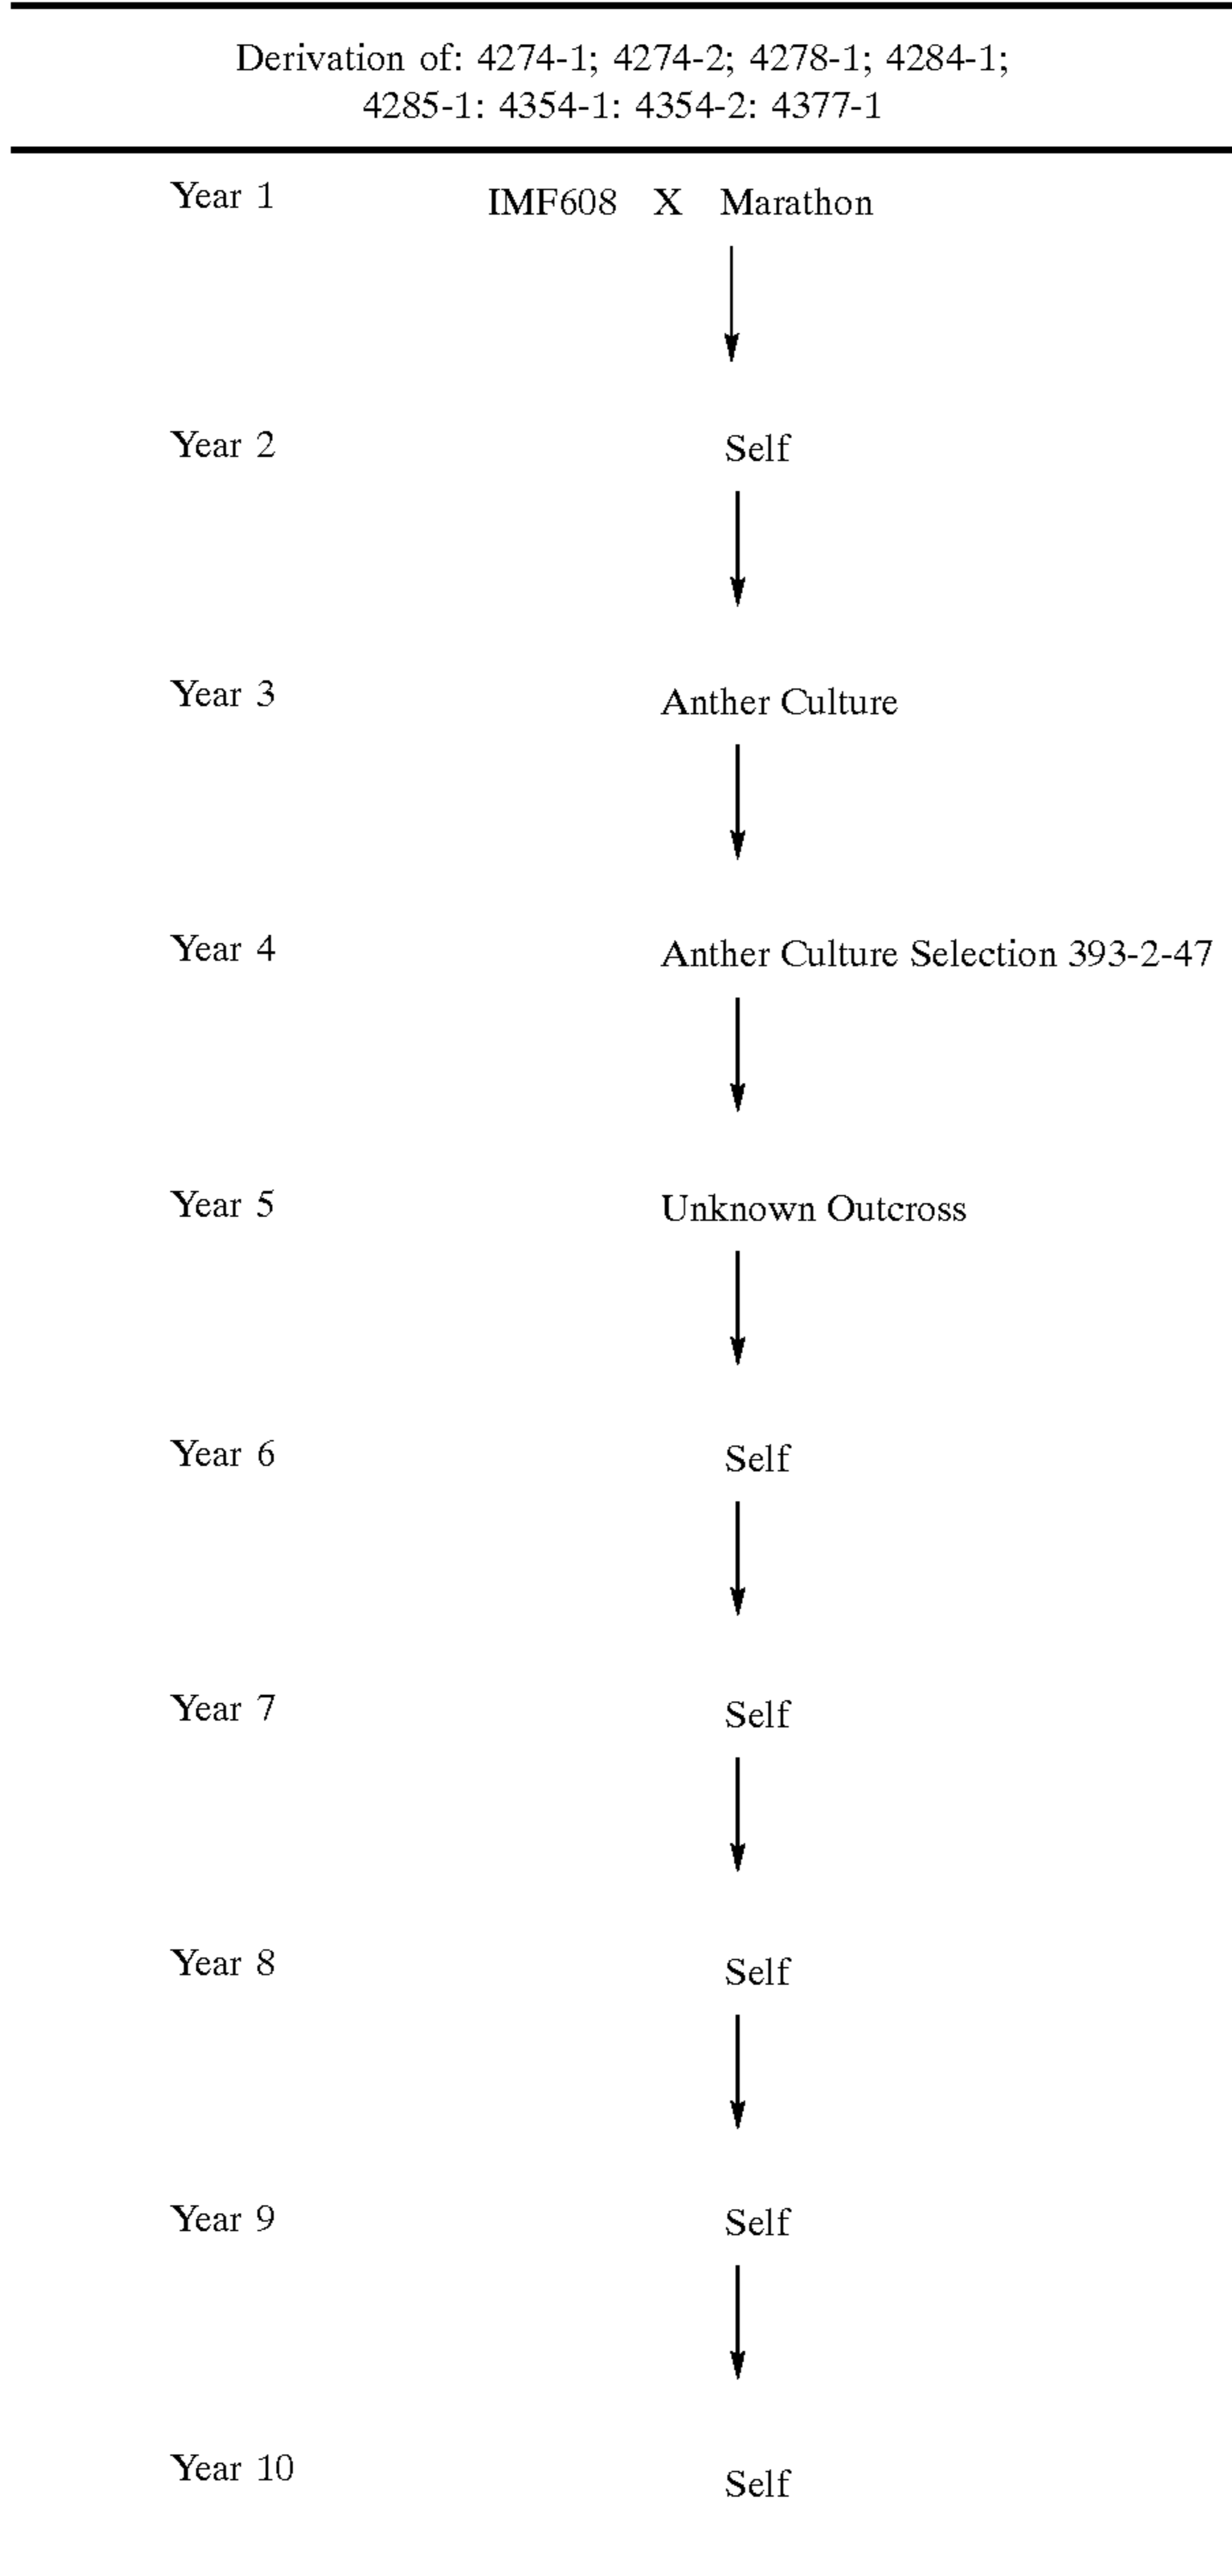 Derivation of: 4274-1; 4274-2; 4278-1; 4284-1;
4285-1: 4354-1: 4354-2: 4377-1
Year 1 IMF608 X Marathon
Year 2 Self
Year 3 Anther Culture
Year 4 Anther Culture Selection 393-2-47
Year 5 Unknown Outcross
Year 6 Self
Year 7 Self
Year 8 Self
Year 9 Self
Year 10 Self